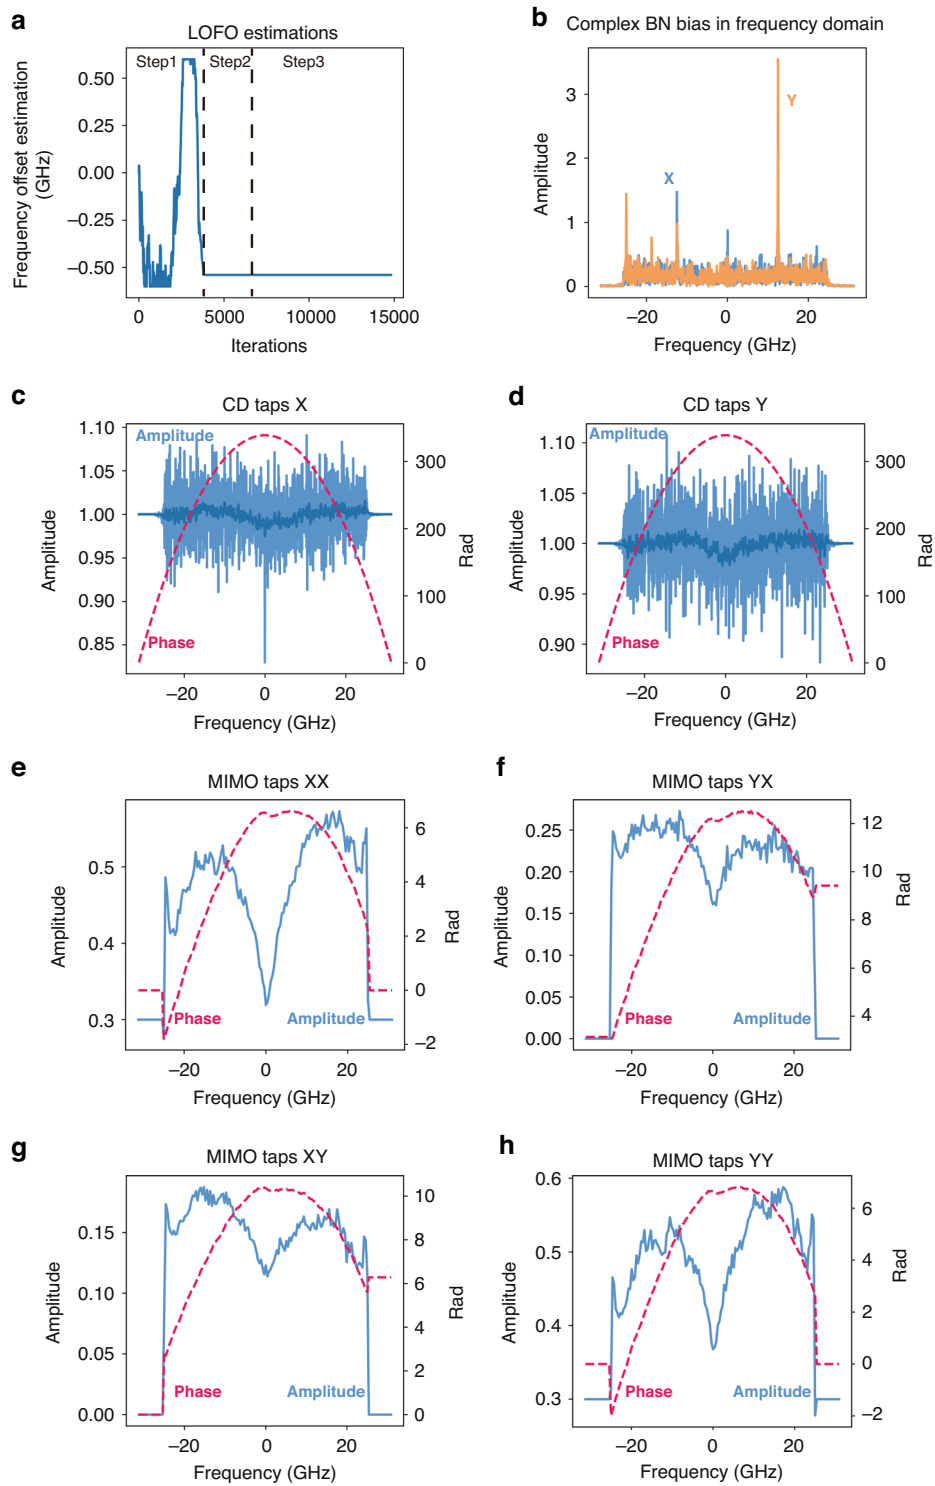 a
LOFO estimations
Step1
Step2
Step3
0.50
0.25
0.00
−0.25
−0.50
Frequency offset estimation
(GHz)
0
5000
10000
15000
Iterations
b
Complex BN bias in frequency domain
X
Y
3
2
1
0
Amplitude
−20
0
20
Frequency (GHz)
c
CD taps X
Amplitude
Phase
1.10
1.05
1.00
0.95
0.90
0.85
Amplitude
300
200
100
0
Rad
−20
0
20
Frequency (GHz)
d
CD taps Y
Amplitude
Phase
1.10
1.05
1.00
0.95
0.90
Amplitude
300
200
100
0
Rad
−20
0
20
Frequency (GHz)
e
MIMO taps XX
0.5
0.4
0.3
Amplitude
Phase
Amplitude
6
4
2
0
−2
Rad
−20
0
20
Frequency (GHz)
f
MIMO taps YX
0.25
0.20
0.15
0.10
0.05
0.00
Amplitude
Phase
Amplitude
12
10
8
6
4
Rad
−20
0
20
Frequency (GHz)
g
MIMO taps XY
0.15
0.10
0.05
0.00
Amplitude
Phase
Amplitude
10
8
6
4
2
0
Rad
−20
0
20
Frequency (GHz)
h
MIMO taps YY
0.6
0.5
0.4
0.3
Amplitude
Phase
Amplitude
6
4
2
0
−2
Rad
−20
0
20
Frequency (GHz)